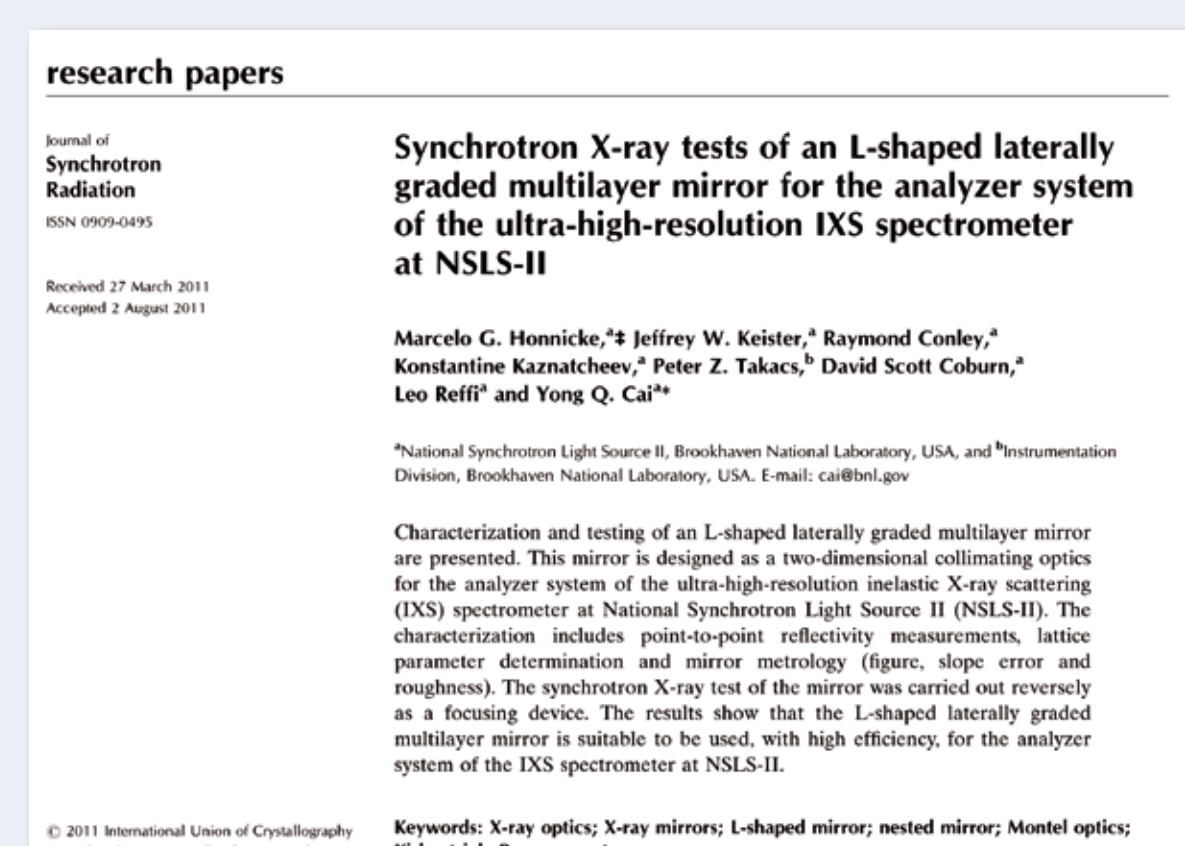 research papers
Journal of
Synchrotron
Radiation
ISSN 0909-0495
Received 27 March 2011
Accepted 2 August 2011
Synchrotron X-ray tests of an L-shaped laterally
graded multilayer mirror for the analyzer system
of the ultra-high-resolution IXS spectrometer
at NSLS-II
Marcelo G. Honnicke,a‡ Jeffrey W. Keister,a Raymond Conley,a
Konstantine Kaznatcheev,a Peter Z. Takacs,b David Scott Coburn,a
Leo Reffia and Yong Q. Caia*
aNational Synchrotron Light Source II, Brookhaven National Laboratory, USA, and bInstrumentation
Division, Brookhaven National Laboratory, USA. E-mail: cai@bnl.gov
Characterization and testing of an L-shaped laterally graded multilayer mirror
are presented. This mirror is designed as a two-dimensional collimating optics
for the analyzer system of the ultra-high-resolution inelastic X-ray scattering
(IXS) spectrometer at National Synchrotron Light Source II (NSLS-II). The
characterization includes point-to-point reflectivity measurements, lattice
parameter determination and mirror metrology (figure, slope error and
roughness). The synchrotron X-ray test of the mirror was carried out reversely
as a focusing device. The results show that the L-shaped laterally graded
multilayer mirror is suitable to be used, with high efficiency, for the analyzer
system of the IXS spectrometer at NSLS-II.
© 2011 International Union of Crystallography
Keywords: X-ray optics; X-ray mirrors; L-shaped mirror; nested mirror; Montel optics;